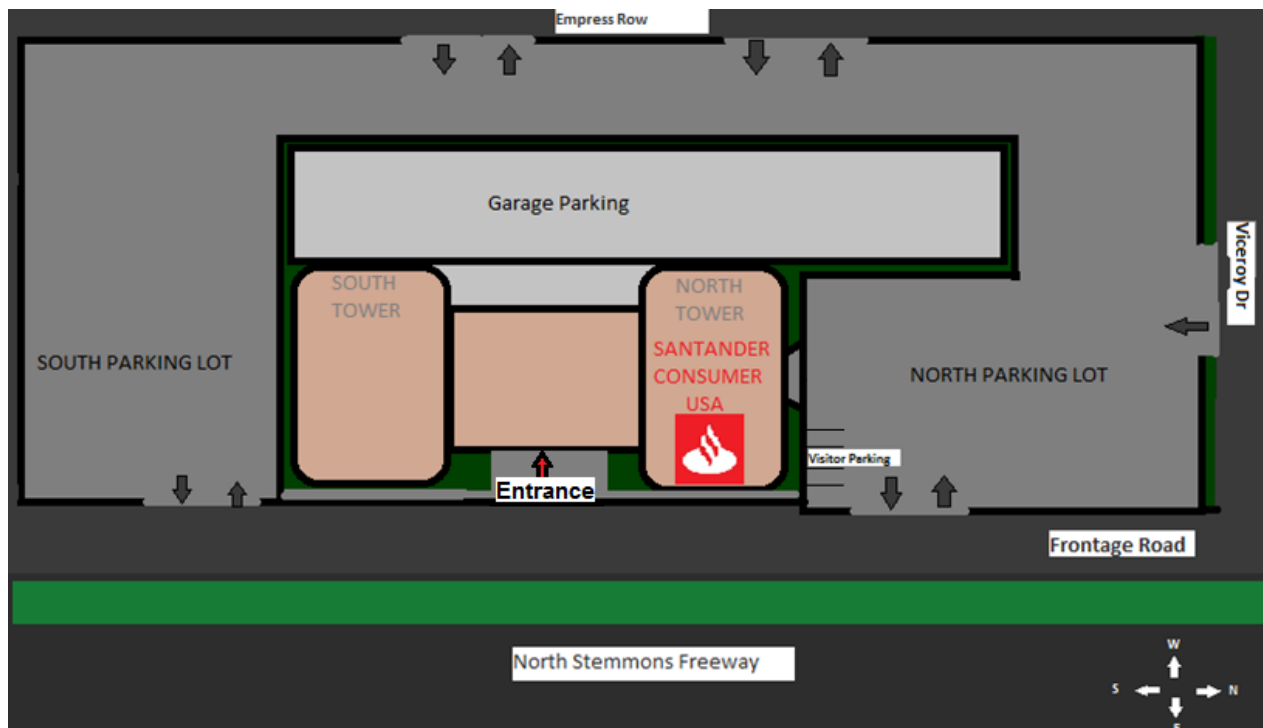 Empress Row
Garage Parking
Viceroy Dr
SOUTH
TOWER
NORTH
TOWER
SANTANDER
CONSUMER
USA
SOUTH PARKING LOT
NORTH PARKING LOT
Visitor Parking
Entrance
Frontage Road
North Stemmons Freeway
W
S
N